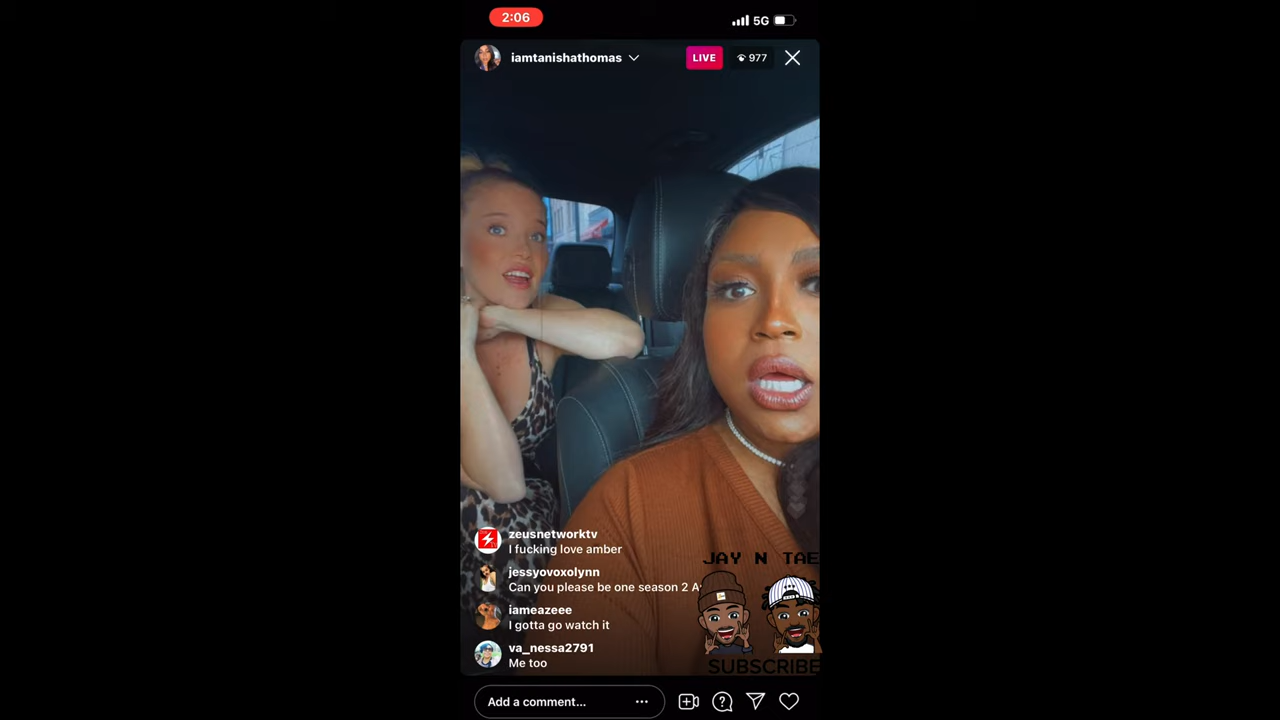 2:06
5G
iamtanishathomas
LIVE
977
zeusnetworktv
I fucking love amber
jessyovoxolynn
Can you please be one season 2 A
iameazeee
I gotta go watch it
va_nessa2791
Me too
JAY N TAE
SUBSCRIBE
Add a comment...